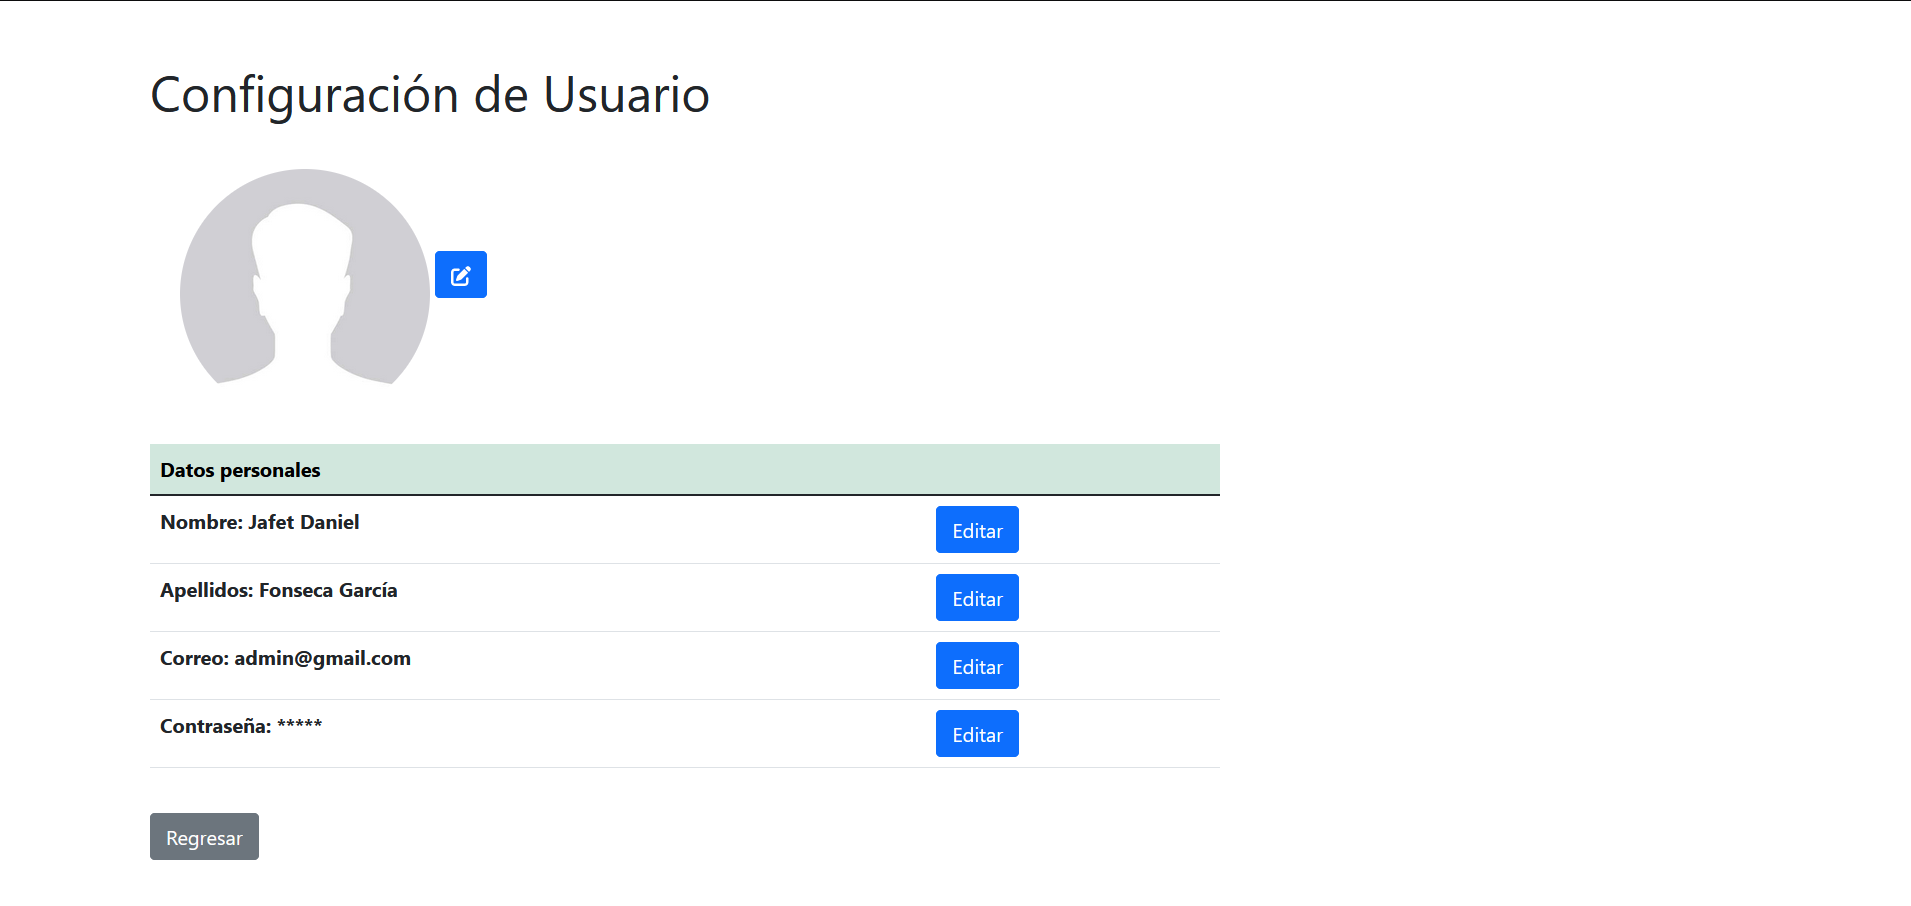 Configuración de Usuario
Datos personales
Nombre: Jafet Daniel
Editar
Apellidos: Fonseca García
Editar
Correo: admin@gmail.com
Editar
Contraseña: *****
Editar
Regresar